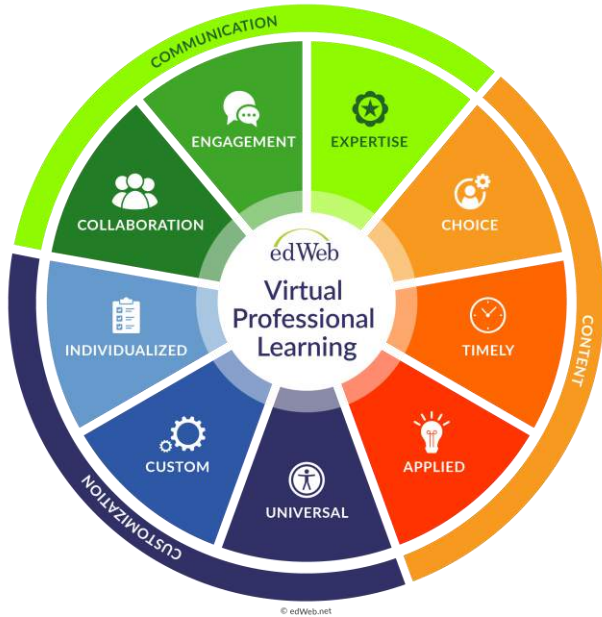 COMMUNICATION
ENGAGEMENT
EXPERTISE
COLLABORATION
CHOICE
edWeb
Virtual
Professional
Learning
INDIVIDUALIZED
TIMELY
CONTENT
CUSTOM
APPLIED
UNIVERSAL
CUSTOMIZATION
© edWeb.net